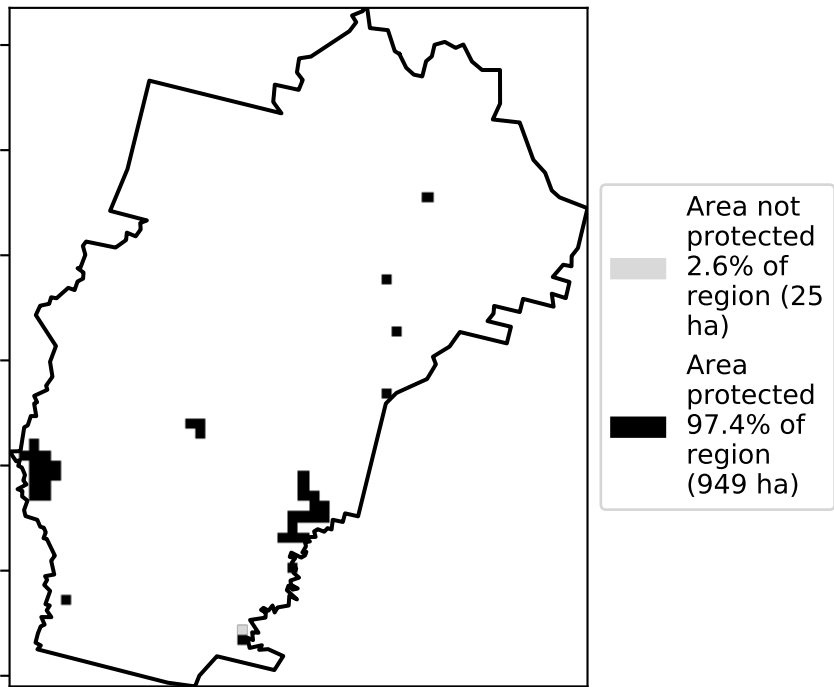 Area not
protected
2.6% of
region (25
ha)
Area
protected
97.4% of
region
(949 ha)